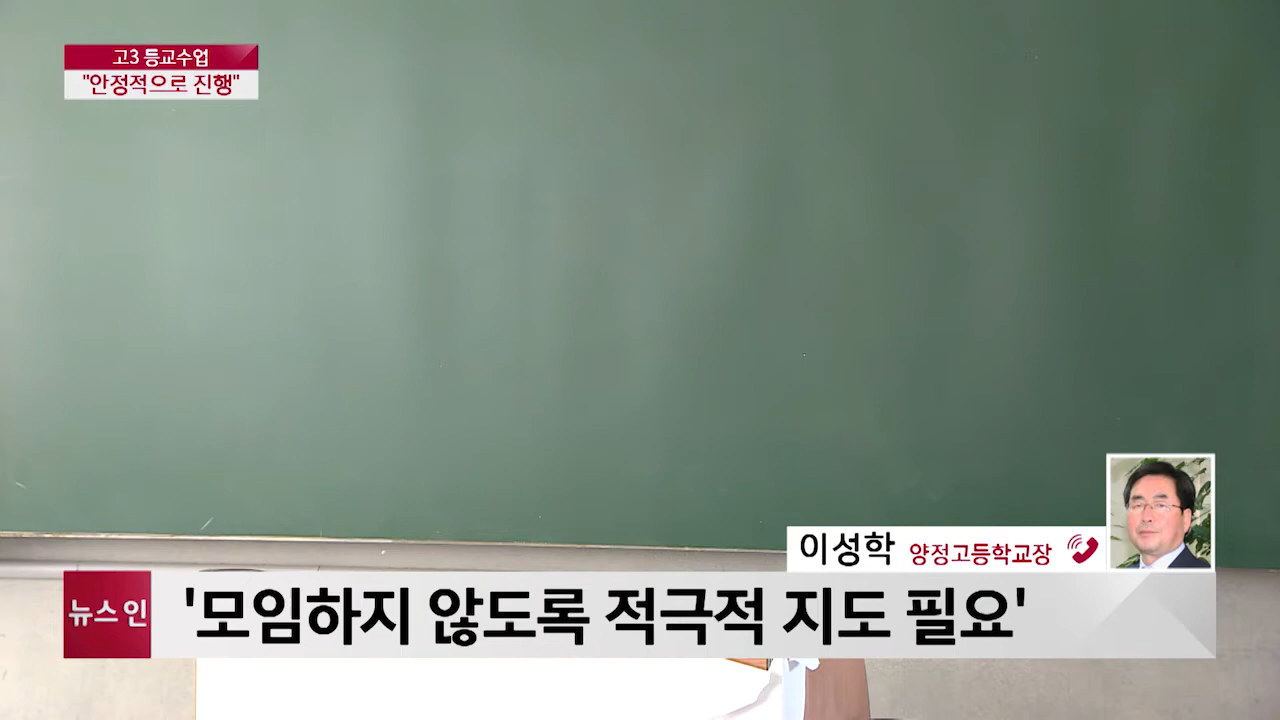 고3 등교수업
"안정적으로 진행"
이성학 양정고등학교장
뉴스인 '모임하지 않도록 적극적 지도 필요'